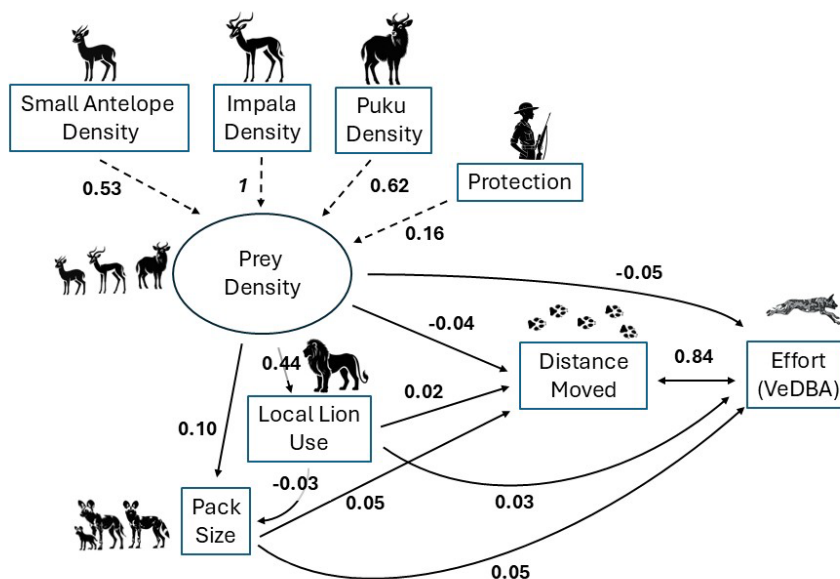 Small Antelope
Density
Impala
Density
Puku
Density
Protection
0.53
1
0.62
0.16
Prey
Density
-0.05
-0.04
0.44
Distance
Moved
0.84
Effort
(VeDBA)
0.02
Local Lion
Use
0.10
-0.03
0.05
0.03
Pack
Size
0.05